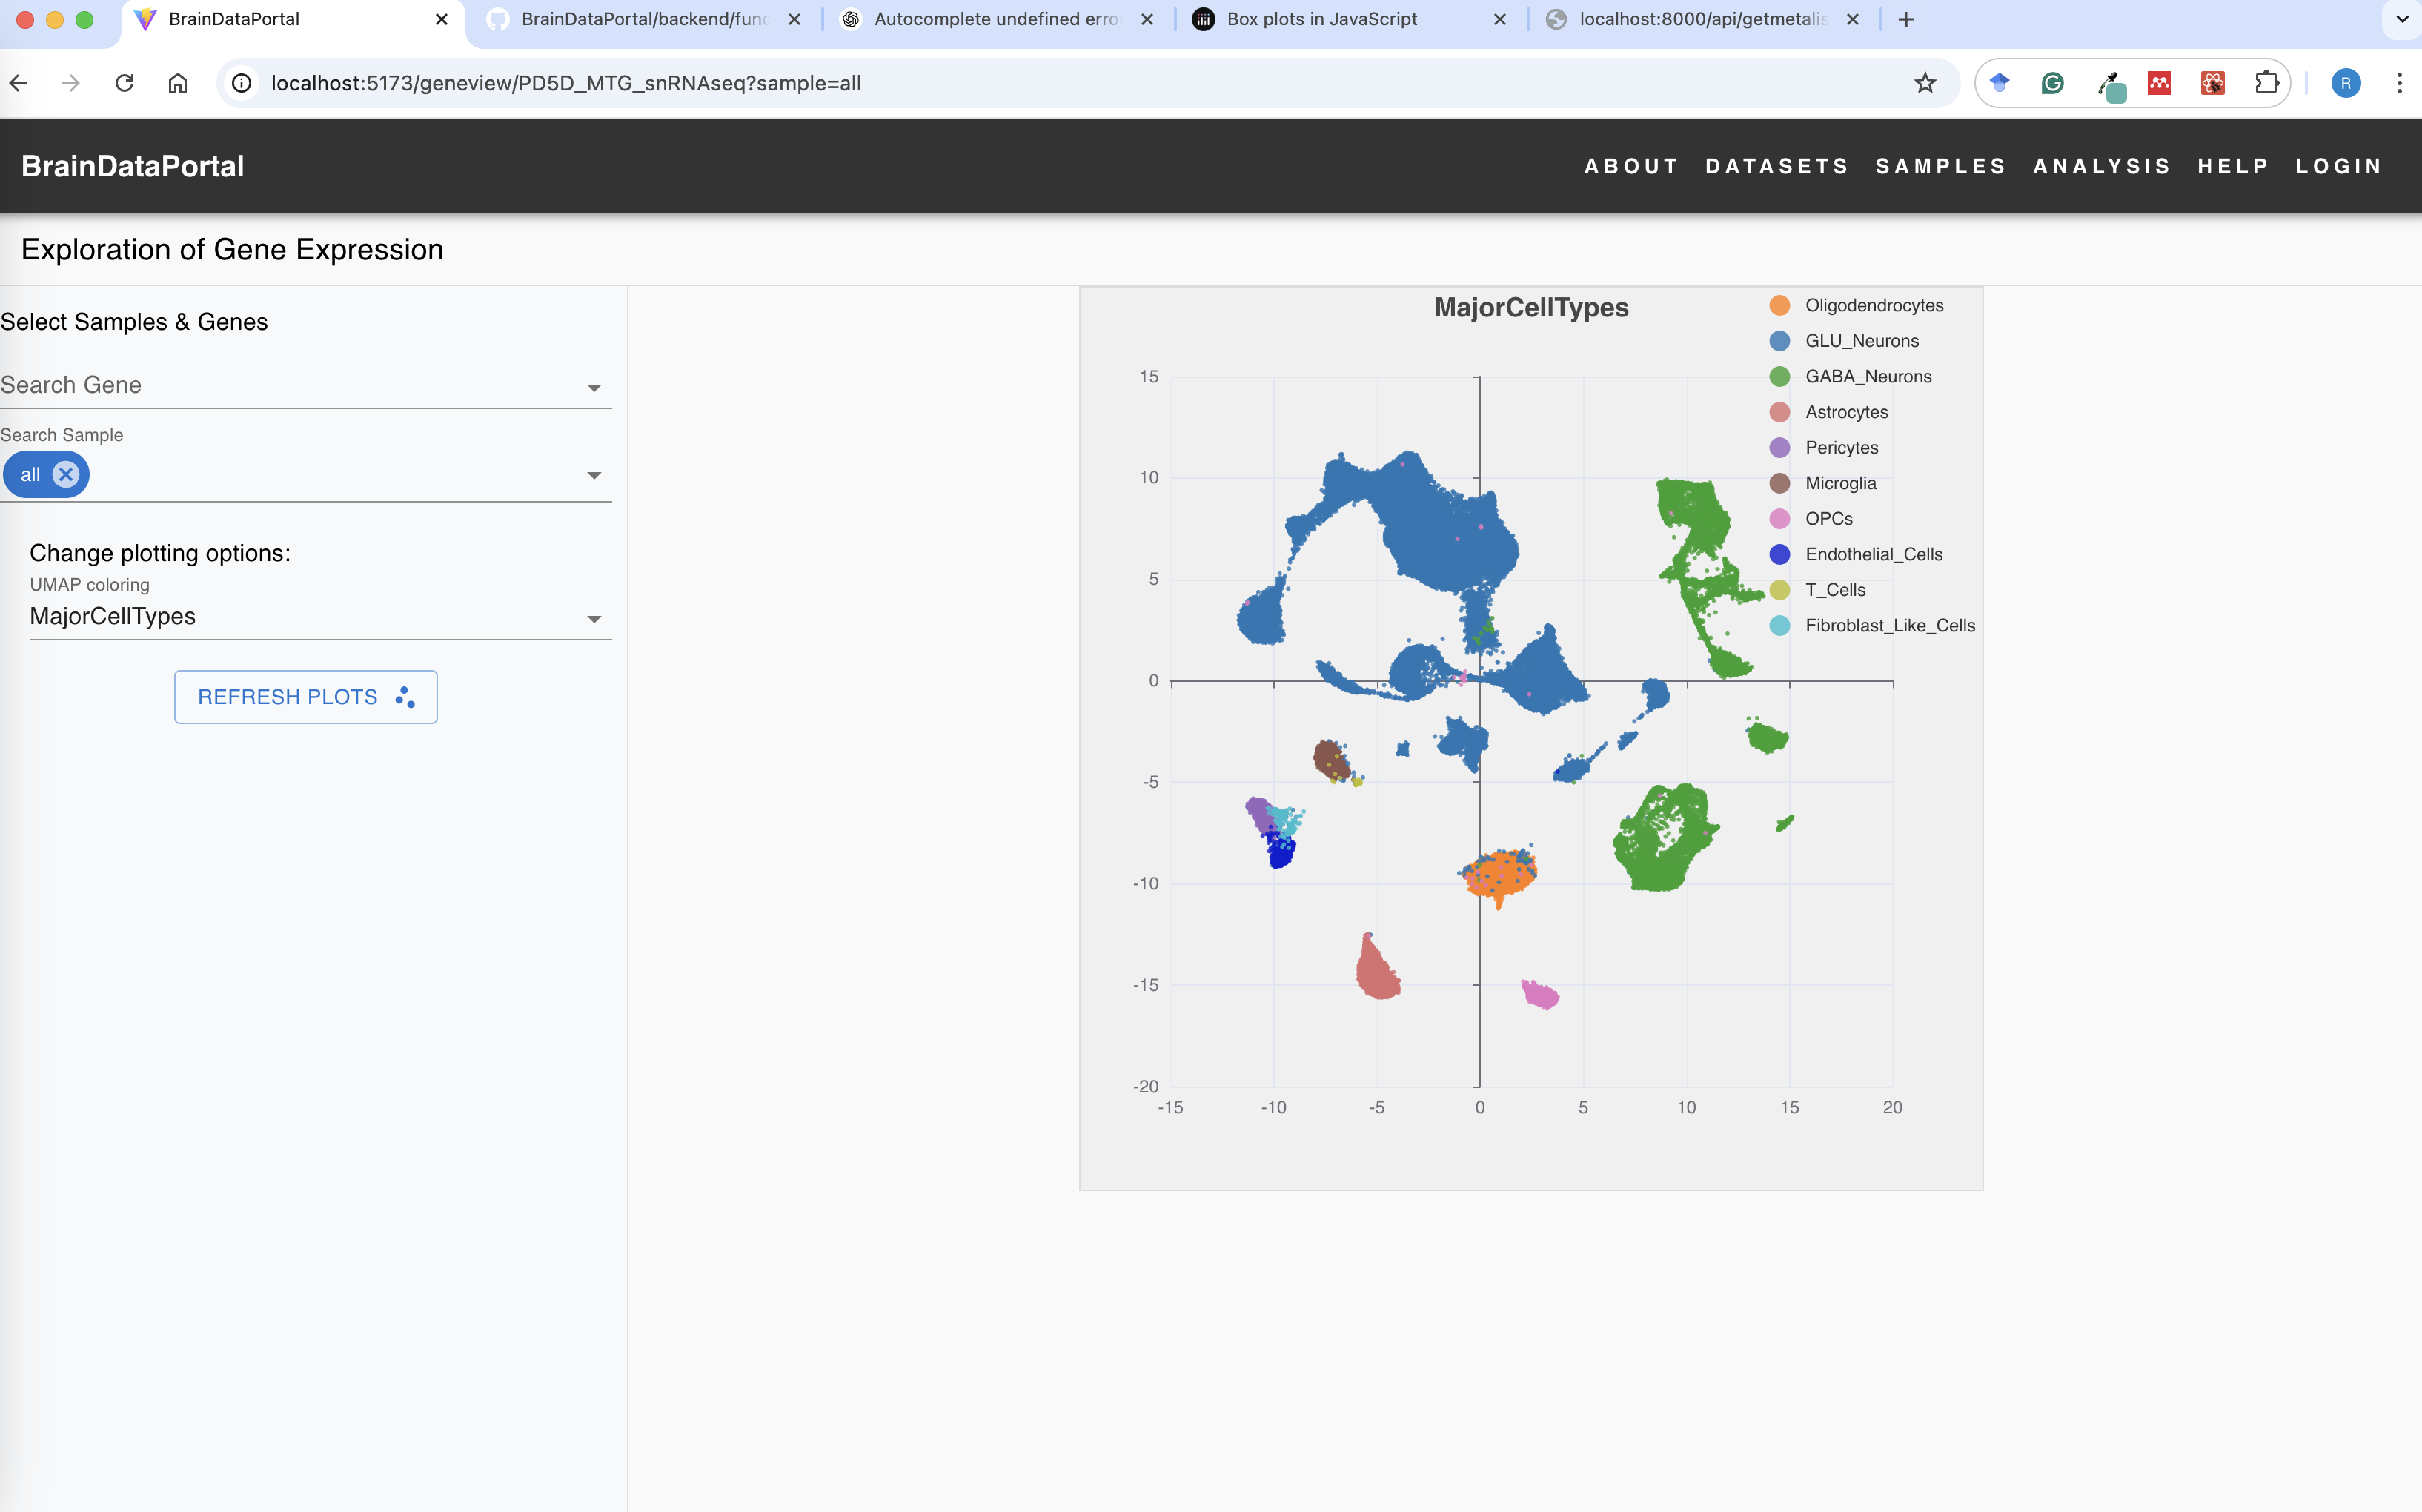 BrainDataPortal
BrainDataPortal/backend/func
Autocomplete undefined erro
Box plots in JavaScript
localhost:8000/api/getmetalis
localhost:5173/geneview/PD5D_MTG_snRNAseq?sample=all
R
BrainDataPortal
ABOUT DATASETS SAMPLES ANALYSIS HELP LOGIN
Exploration of Gene Expression
Select Samples & Genes
Search Gene
Search Sample
all
Change plotting options:
UMAP coloring
MajorCellTypes
REFRESH PLOTS
MajorCellTypes
Oligodendrocytes
GLU_Neurons
GABA_Neurons
Astrocytes
Pericytes
Microglia
OPCs
Endothelial_Cells
T_Cells
Fibroblast_Like_Cells
15
10
5
0
-5
-10
-15
-20
-15 -10 -5 0 5 10 15 20